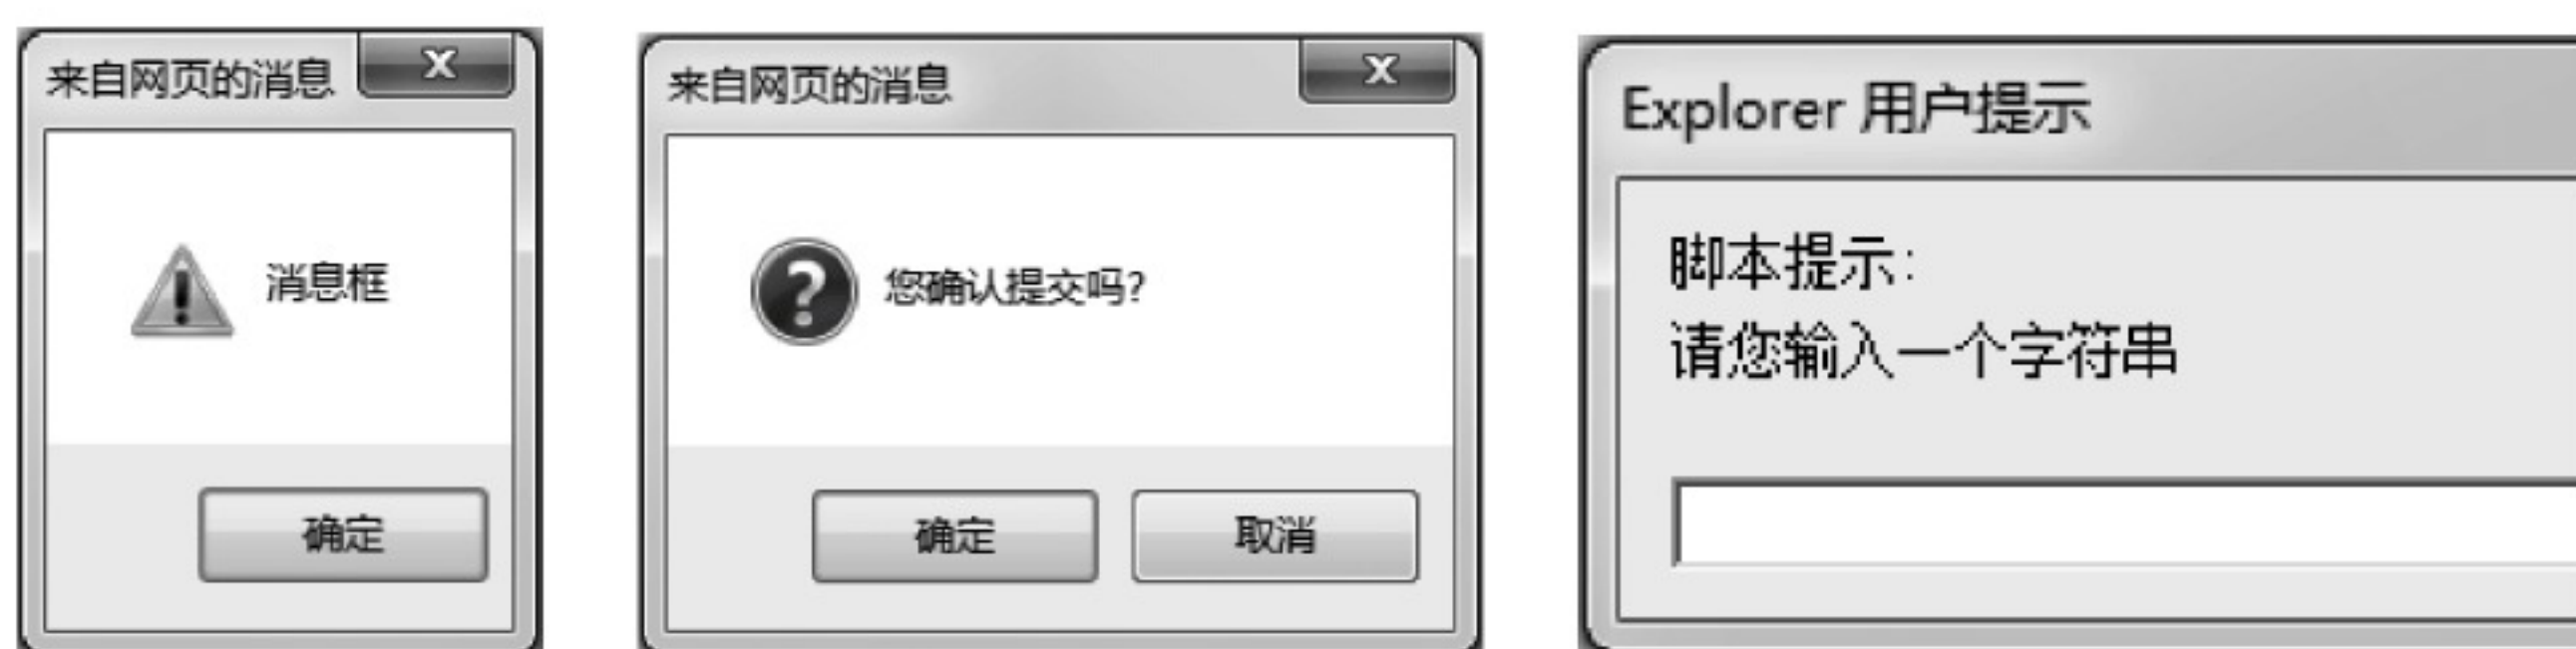 来自网页的消息
X
消息框
确定
来自网页的消息
X
您确认提交吗?
确定
取消
Explorer 用户提示
脚本提示:
请您输入一个字符串